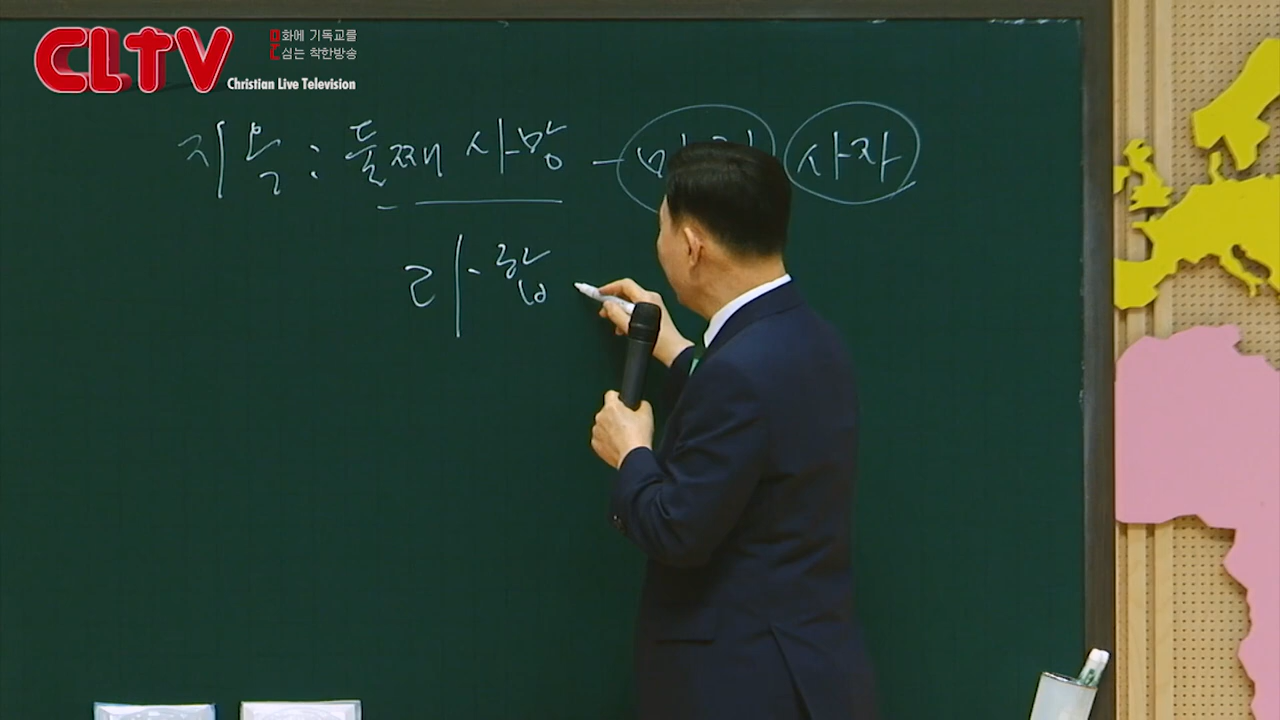 CLTV
문화에 기독교를
심는 착한방송
Christian Live Television
지옥 : 둘째 사망 - 사자
라합